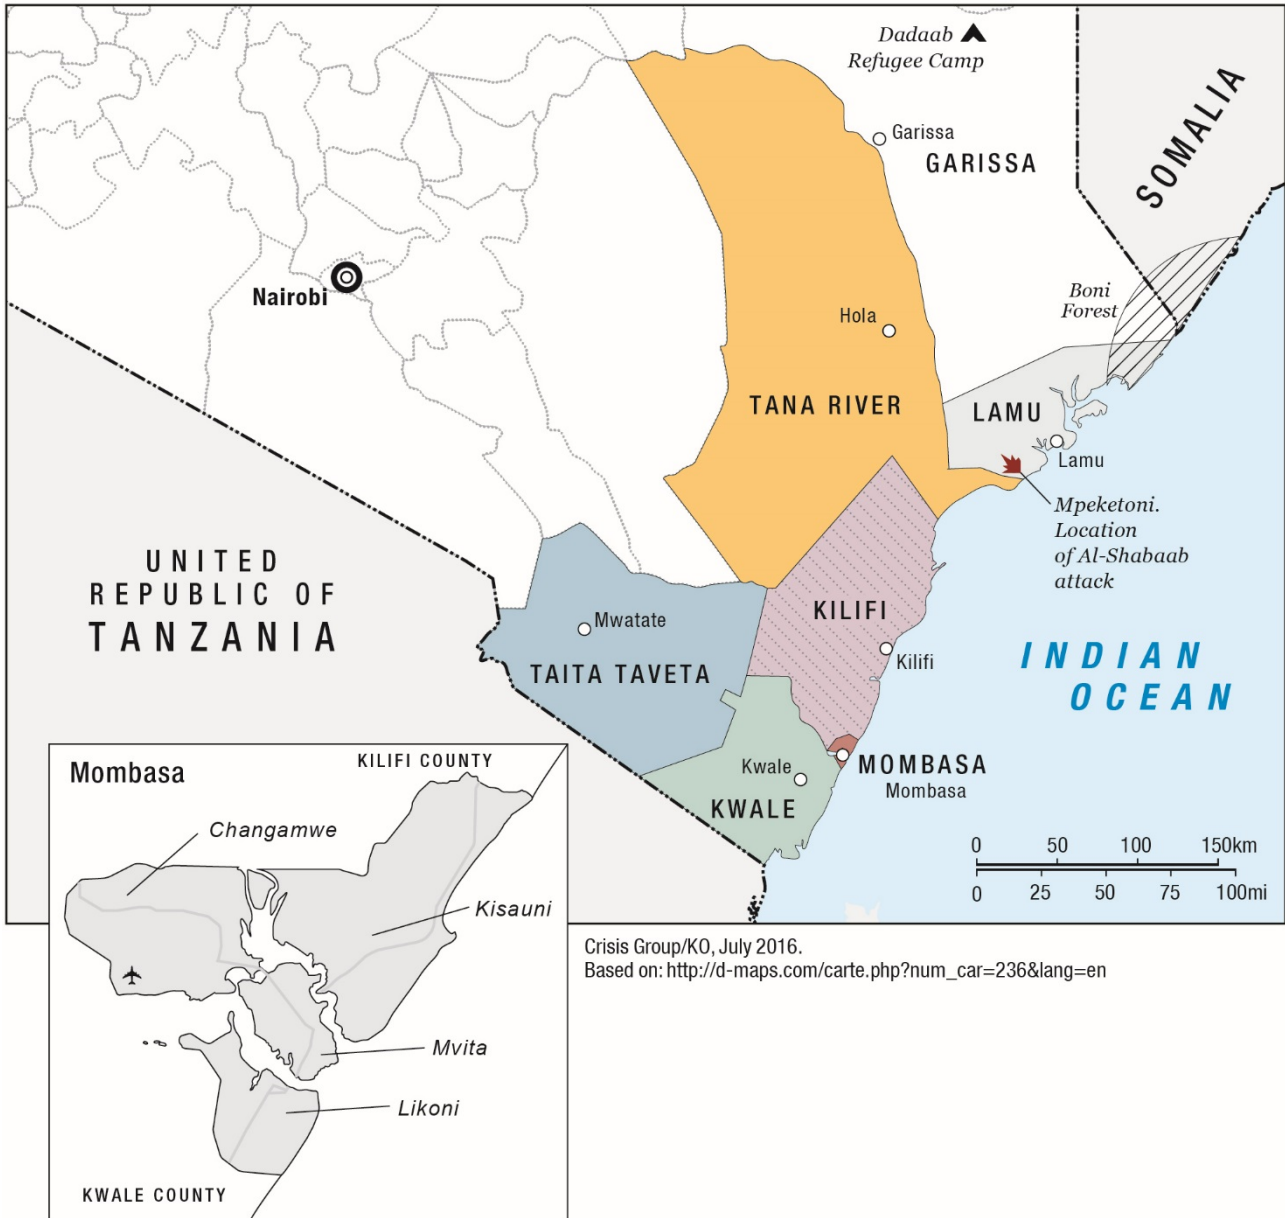 Dadaab
Refugee Camp
SOMALIA
Garissa
GARISSA
Nairobi
Boni
Forest
Hola
TANA RIVER
LAMU
Lamu
Mpeketoni.
Location
of Al-Shabaab
attack
UNITED
REPUBLIC OF
TANZANIA
Mwatate
TAITA TAVETA
KILIFI
Kilifi
INDIAN
OCEAN
Kwale
KWALE
MOMBASA
Mombasa
0 50 100 150km
0 25 50 75 100mi
Mombasa
KILIFI COUNTY
Changamwe
Kisauni
Mvita
Likoni
KWALE COUNTY
Crisis Group/KO, July 2016.
Based on: http://d-maps.com/carte.php?num_car=236&lang=en